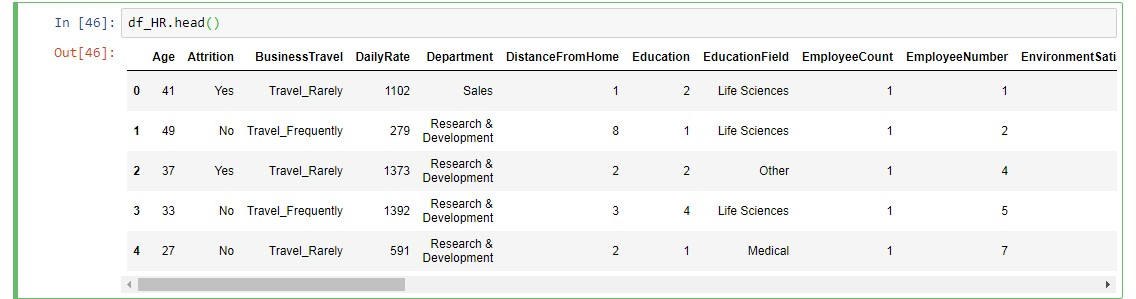 In [46]: df_HR.head()
Out[46]:
Age Attrition BusinessTravel DailyRate Department DistanceFromHome Education EducationField EmployeeCount EmployeeNumber EnvironmentSati
0 41 Yes Travel_Rarely 1102 Sales 1 2 Life Sciences 1 1
1 49 No Travel_Frequently 279 Research & Development 8 1 Life Sciences 1 2
2 37 Yes Travel_Rarely 1373 Research & Development 2 2 Other 1 4
3 33 No Travel_Frequently 1392 Research & Development 3 4 Life Sciences 1 5
4 27 No Travel_Rarely 591 Research & Development 2 1 Medical 1 7